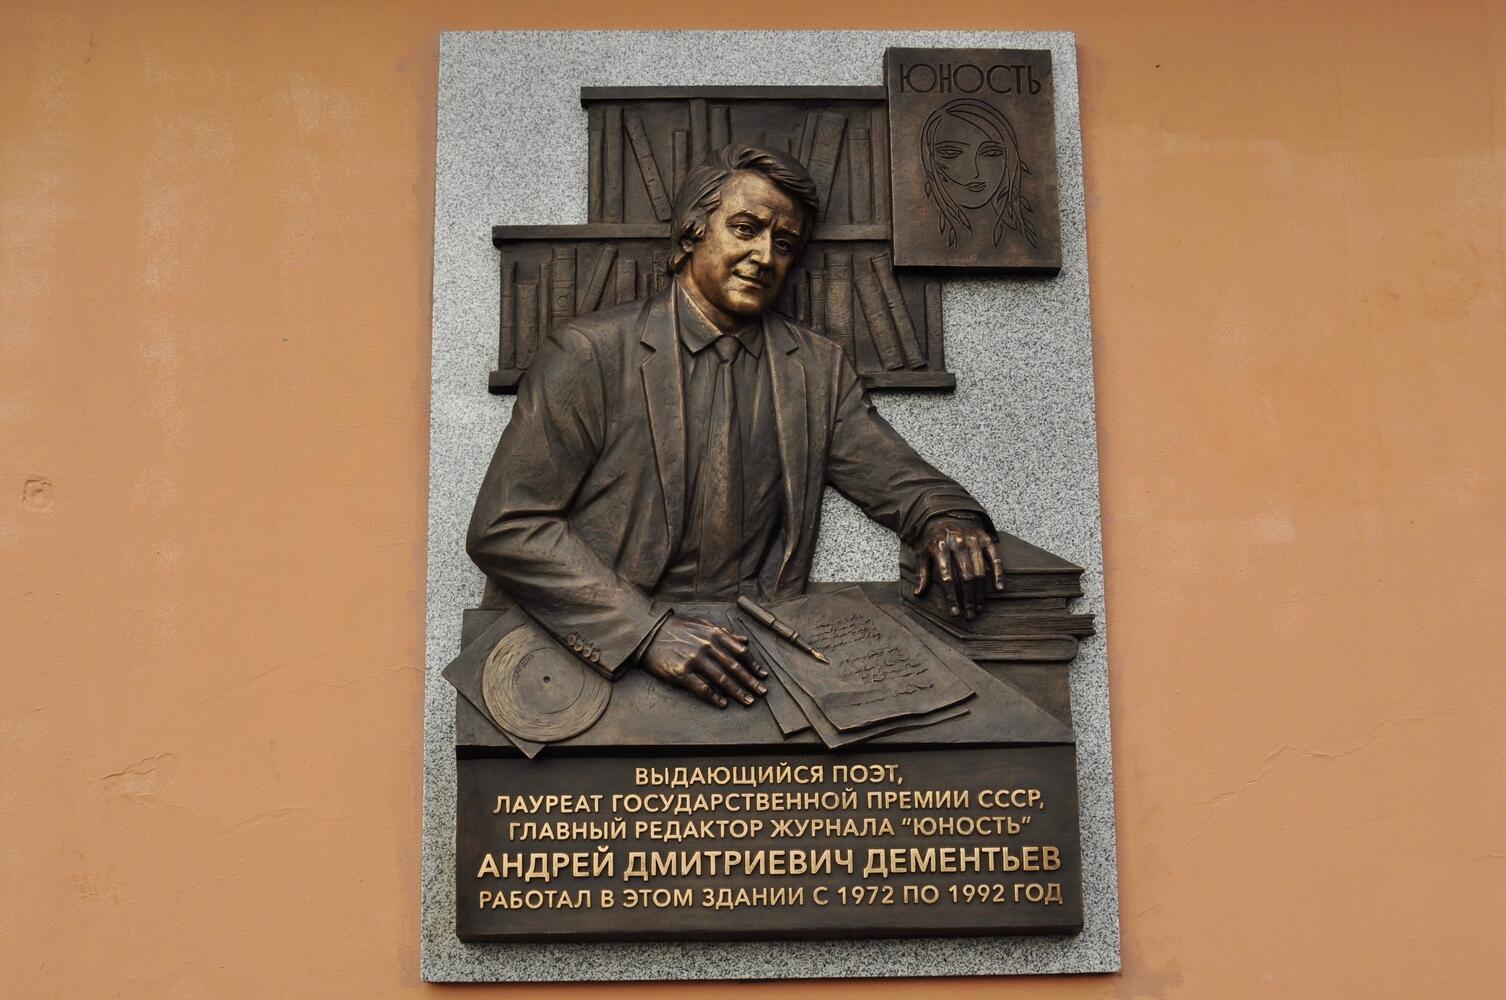 ЮНОСТЬ
ВЫДАЮЩИЙСЯ ПОЭТ,
ЛАУРЕАТ ГОСУДАРСТВЕННОЙ ПРЕМИИ СССР,
ГЛАВНЫЙ РЕДАКТОР ЖУРНАЛА "ЮНОСТЬ"
АНДРЕЙ ДМИТРИЕВИЧ ДЕМЕНТЬЕВ
РАБОТАЛ В ЭТОМ ЗДАНИИ С 1972 ПО 1992 ГОД